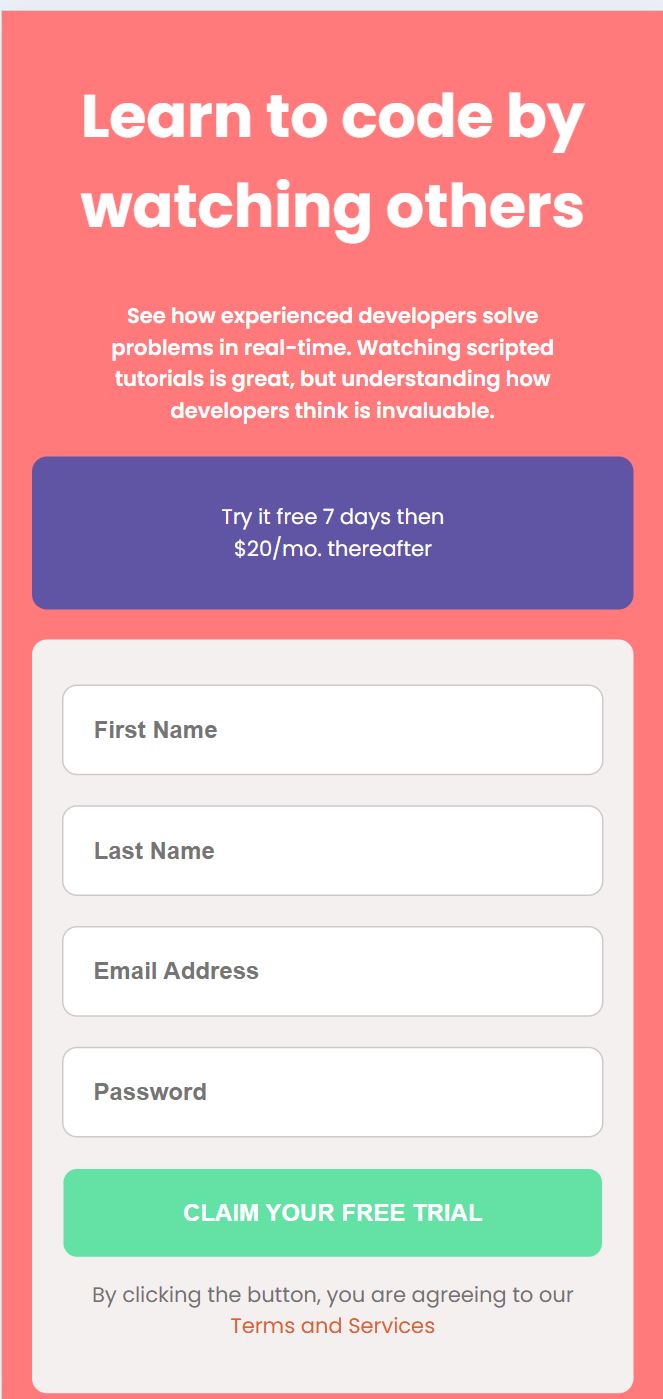 Learn to code by
watching others
See how experienced developers solve
problems in real-time. Watching scripted
tutorials is great, but understanding how
developers think is invaluable.
Try it free 7 days then
$20/mo. thereafter
First Name
Last Name
Email Address
Password
CLAIM YOUR FREE TRIAL
By clicking the button, you are agreeing to our
Terms and Services